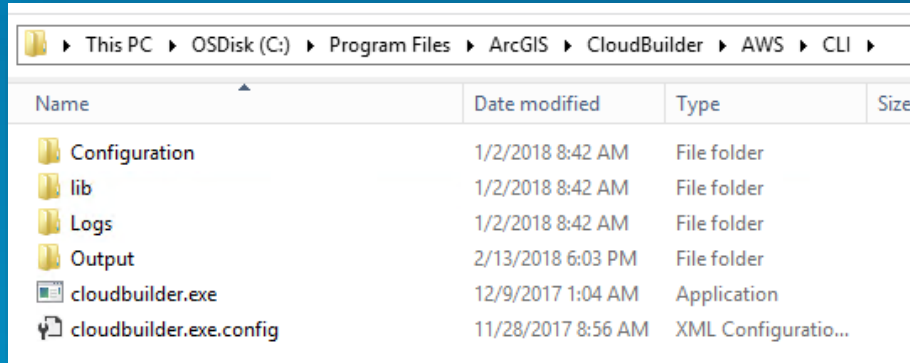 This PC OSDisk (C:) Program Files ArcGIS CloudBuilder AWS CLI
Name Date modified Type Size
Configuration 1/2/2018 8:42 AM File folder
lib 1/2/2018 8:42 AM File folder
Logs 1/2/2018 8:42 AM File folder
Output 2/13/2018 6:03 PM File folder
cloudbuilder.exe 12/9/2017 1:04 AM Application
cloudbuilder.exe.config 11/28/2017 8:56 AM XML Configuratio...